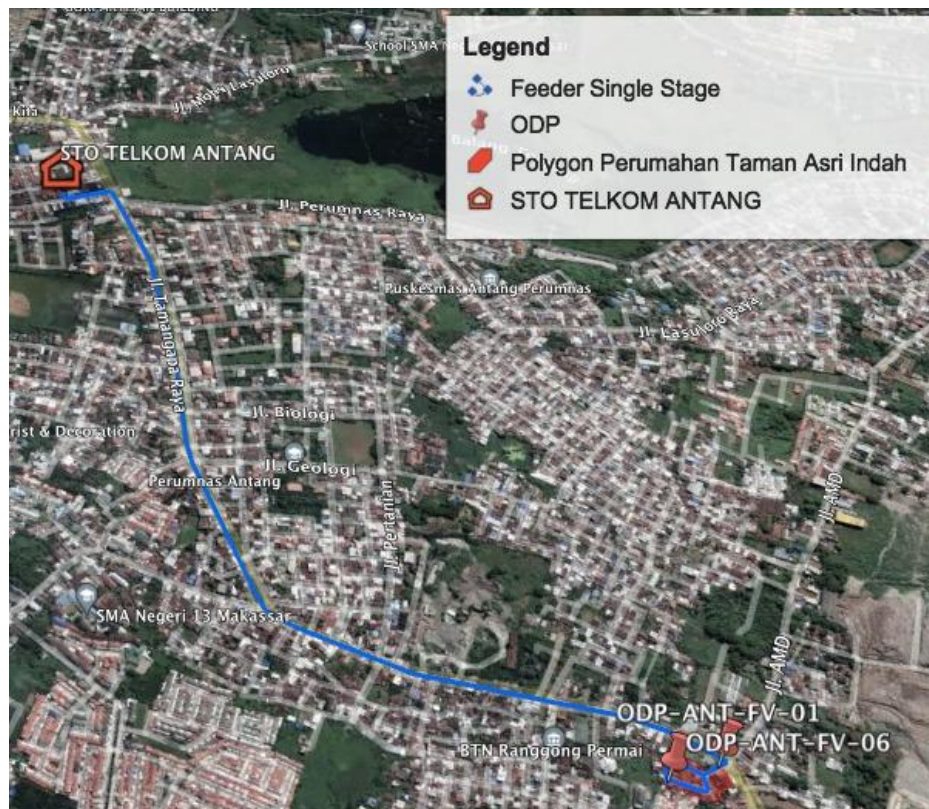 Legend
Feeder Single Stage
ODP
Polygon Perumahan Taman Asri Indah
STO TELKOM ANTANG
School SMA
kita
STO TELKOM ANTANG
Jl. Perumnas Raya
Puskesmas Antang Perumnas
Jl. Lasuloro Raya
Jl. Tamangapa Raya
Jl. Biologi
rist & Decoration
Jl. Geologi
Perumnas Antang
Jl. Pertanian
Jl. AMD
SMA Negeri 13 Makassar
Jl. AMD
ODP-ANT-FV-01
ODP-ANT-FV-06
BTN Ranggong Permai